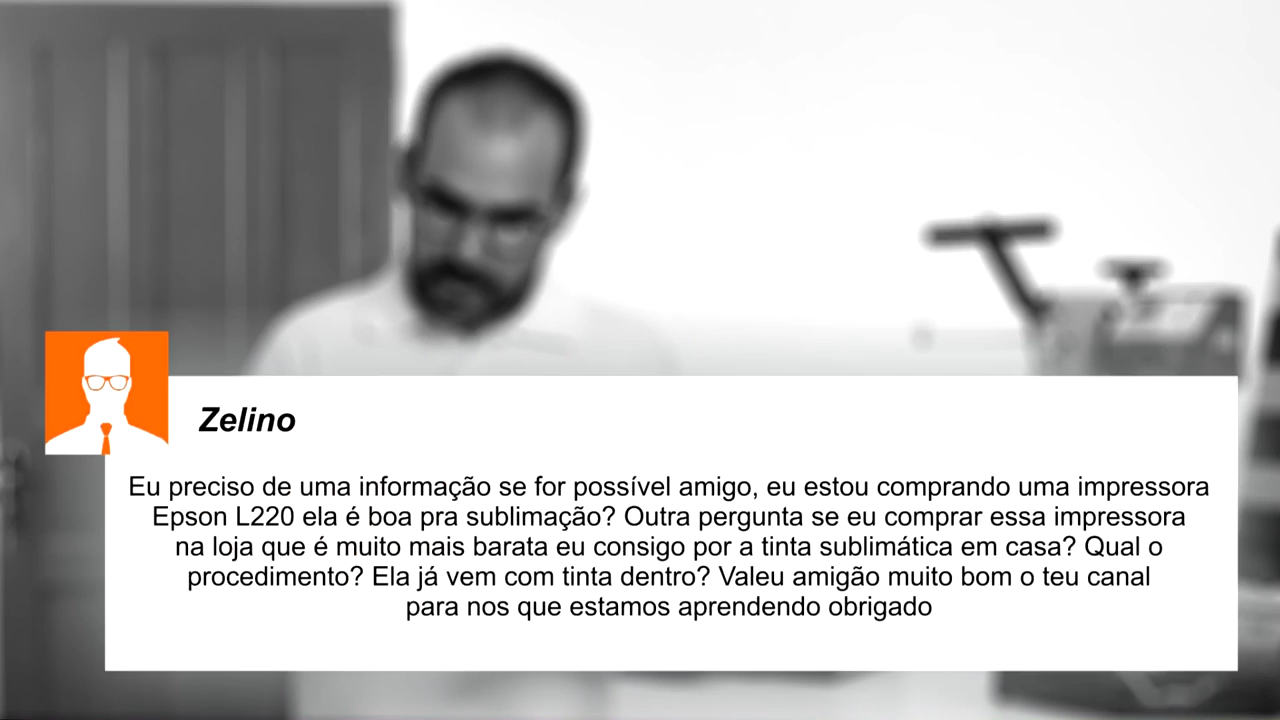 Zelino
Eu preciso de uma informação se for possível amigo, eu estou comprando uma impressora
Epson L220 ela é boa pra sublimação? Outra pergunta se eu comprar essa impressora
na loja que é muito mais barata eu consigo por a tinta sublimática em casa? Qual o
procedimento? Ela já vem com tinta dentro? Valeu amigão muito bom o teu canal
para nos que estamos aprendendo obrigado